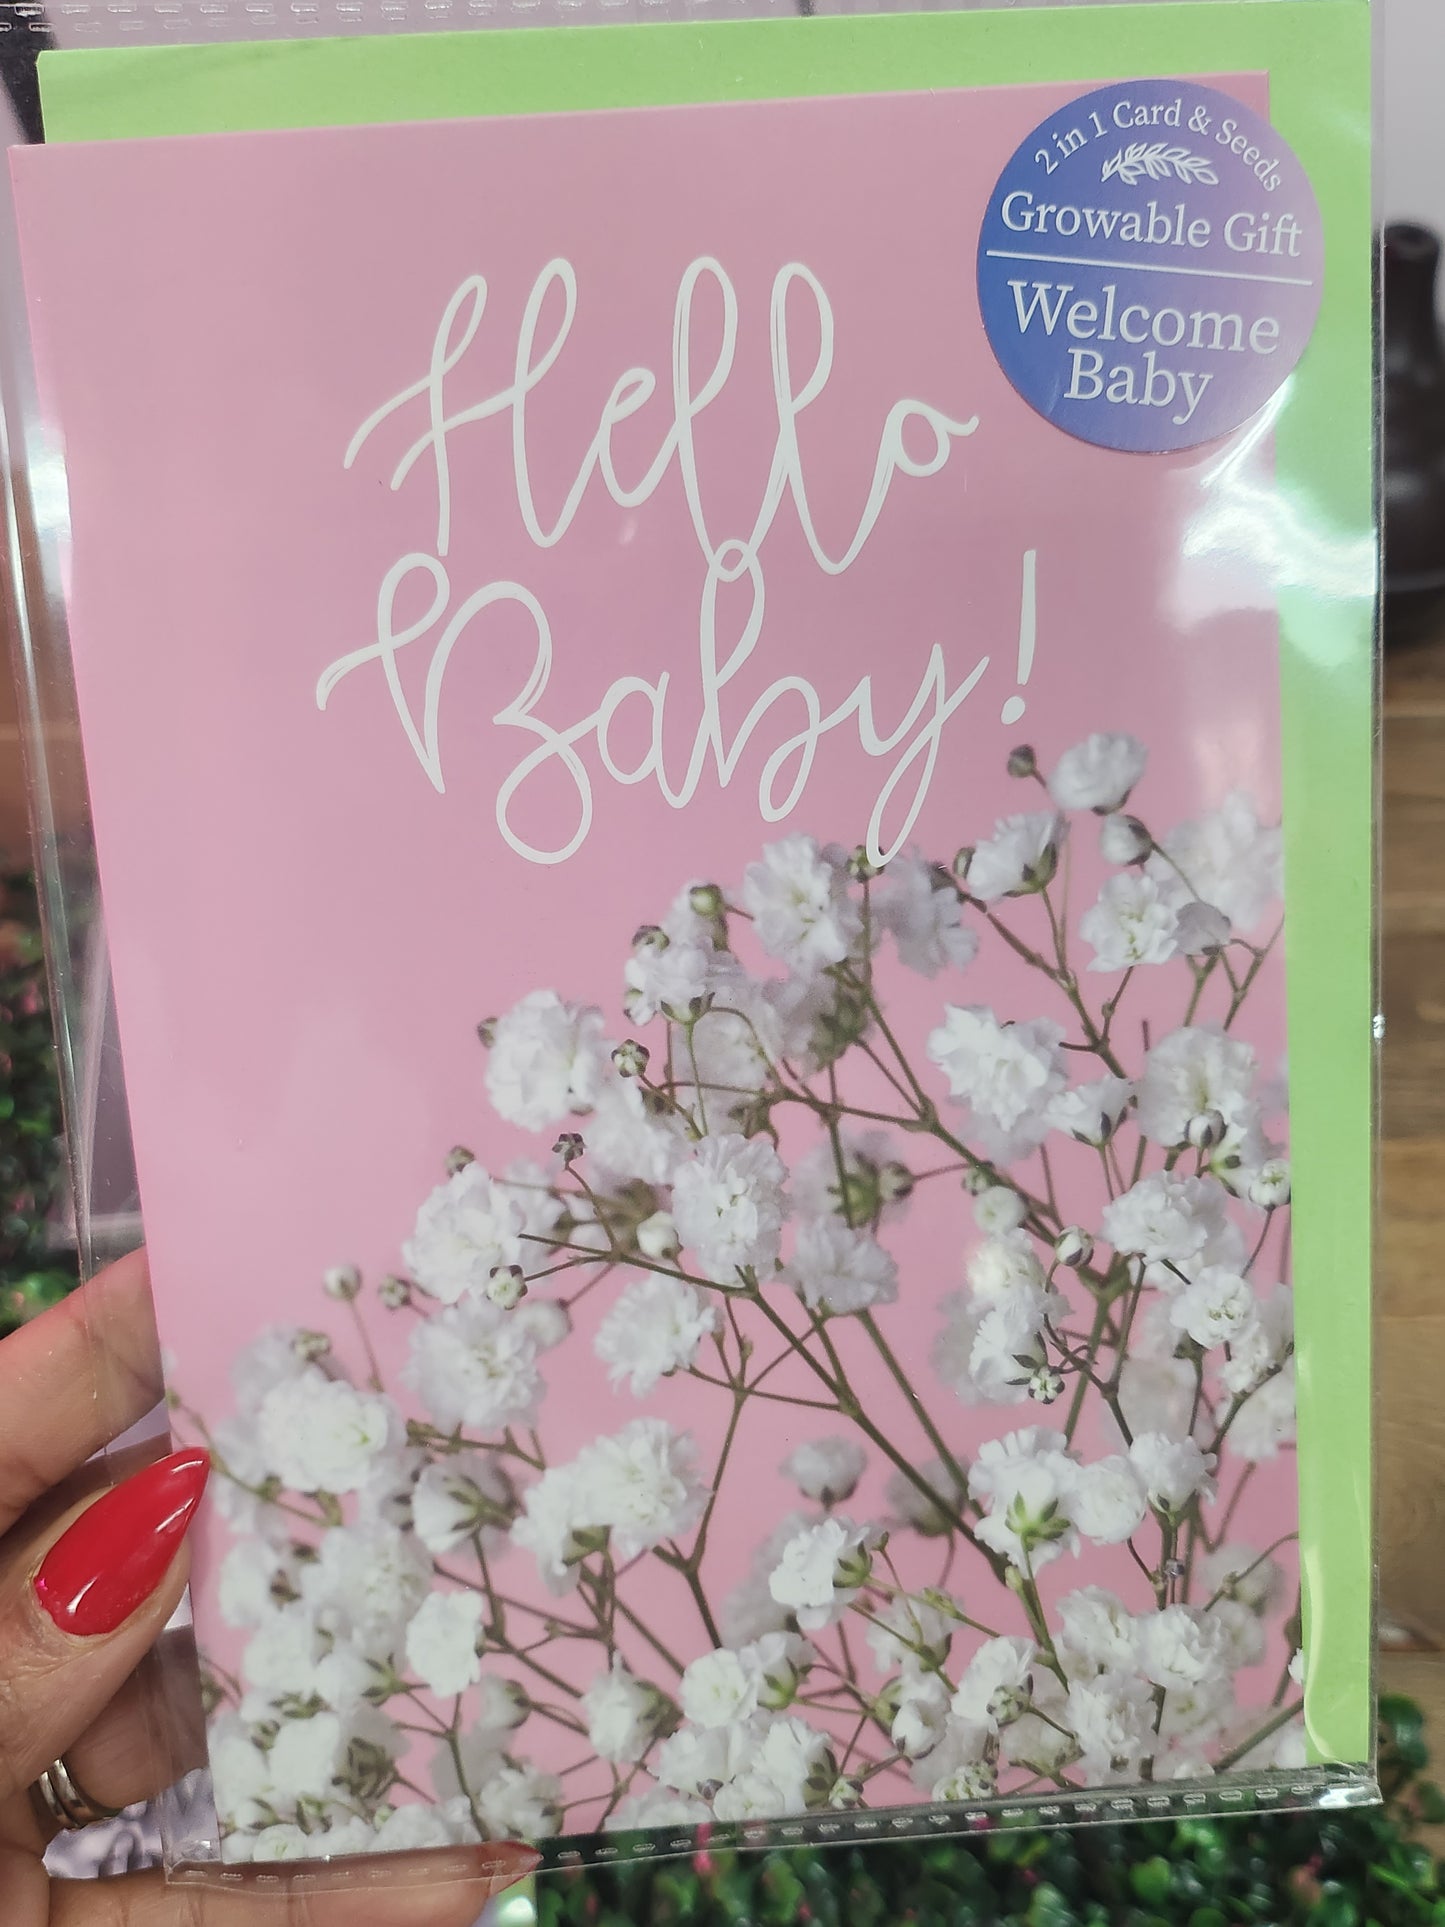 2 in 1 Card & Seeds
Growable Gift
Welcome
Baby
Hello
Baby!